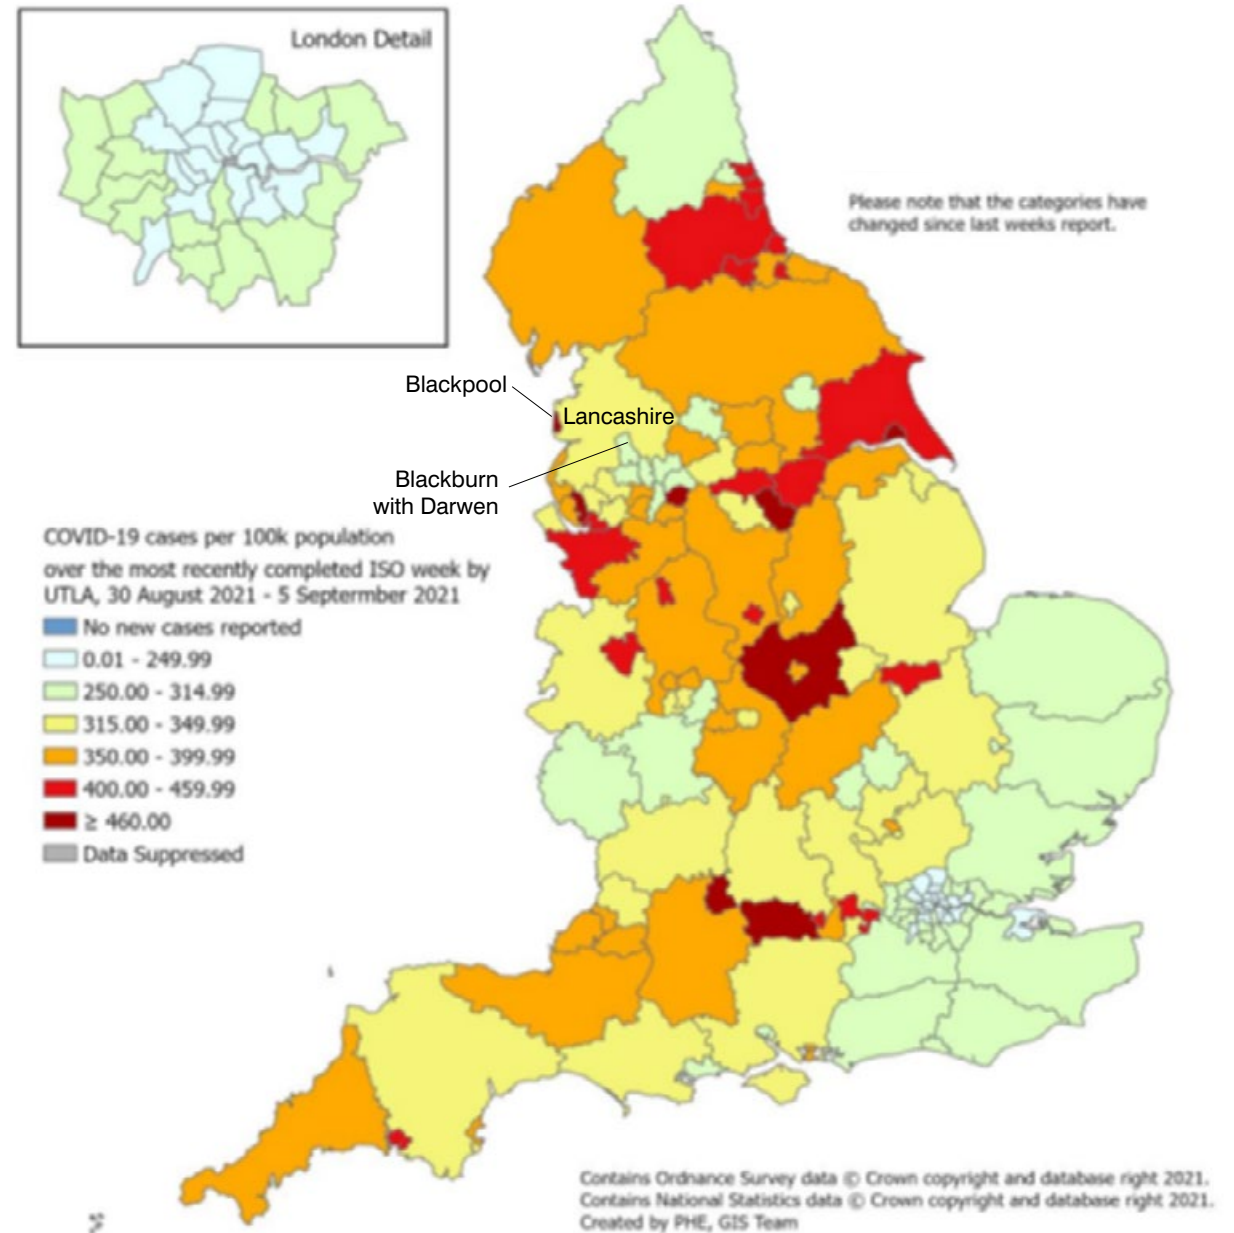 London Detail
Please note that the categories have
changed since last weeks report.
Blackpool
Lancashire
Blackburn
with Darwen
COVID-19 cases per 100k population
over the most recently completed ISO week by
UTLA, 30 August 2021 - 5 Septermber 2021
No new cases reported
0.01 - 249.99
250.00 - 314.99
315.00 - 349.99
350.00 - 399.99
400.00 - 459.99
≥ 460.00
Data Suppressed
Contains Ordnance Survey data © Crown copyright and database right 2021.
Contains National Statistics data © Crown copyright and database right 2021.
Created by PHE, GIS Team